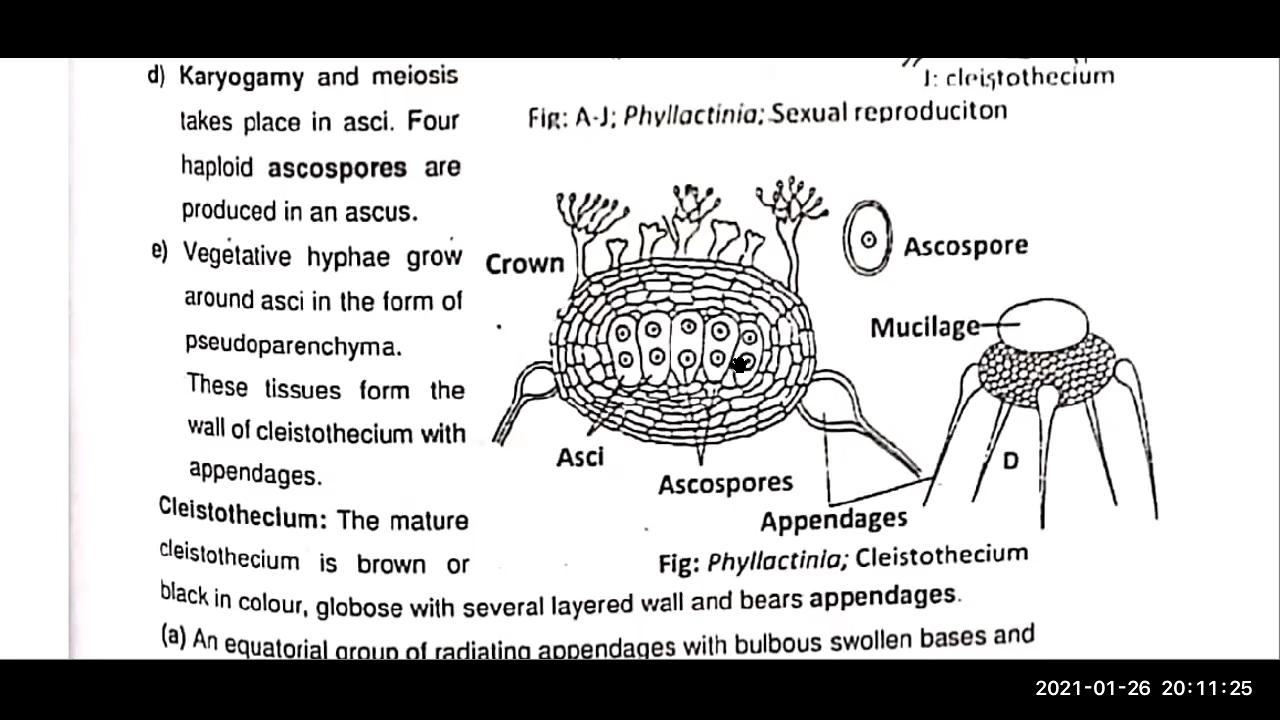 d) Karyogamy and meiosis
takes place in asci. Four
haploid ascospores are
produced in an ascus.
e) Vegetative hyphae grow
around asci in the form of
pseudoparenchyma.
These tissues form the
wall of cleistothecium with
appendages.
Cleistothecium: The mature
cleistothecium is brown or
black in colour, globose with several layered wall and bears appendages.
(a) An equatorial group of radiating appendages with bulbous swollen bases and
J: cleistothecium
Fig: A-J; Phyllactinia; Sexual reproduciton
Crown
Ascospore
Mucilage
Asci
Ascospores
D
Appendages
Fig: Phyllactinia; Cleistothecium
2021-01-26 20:11:25